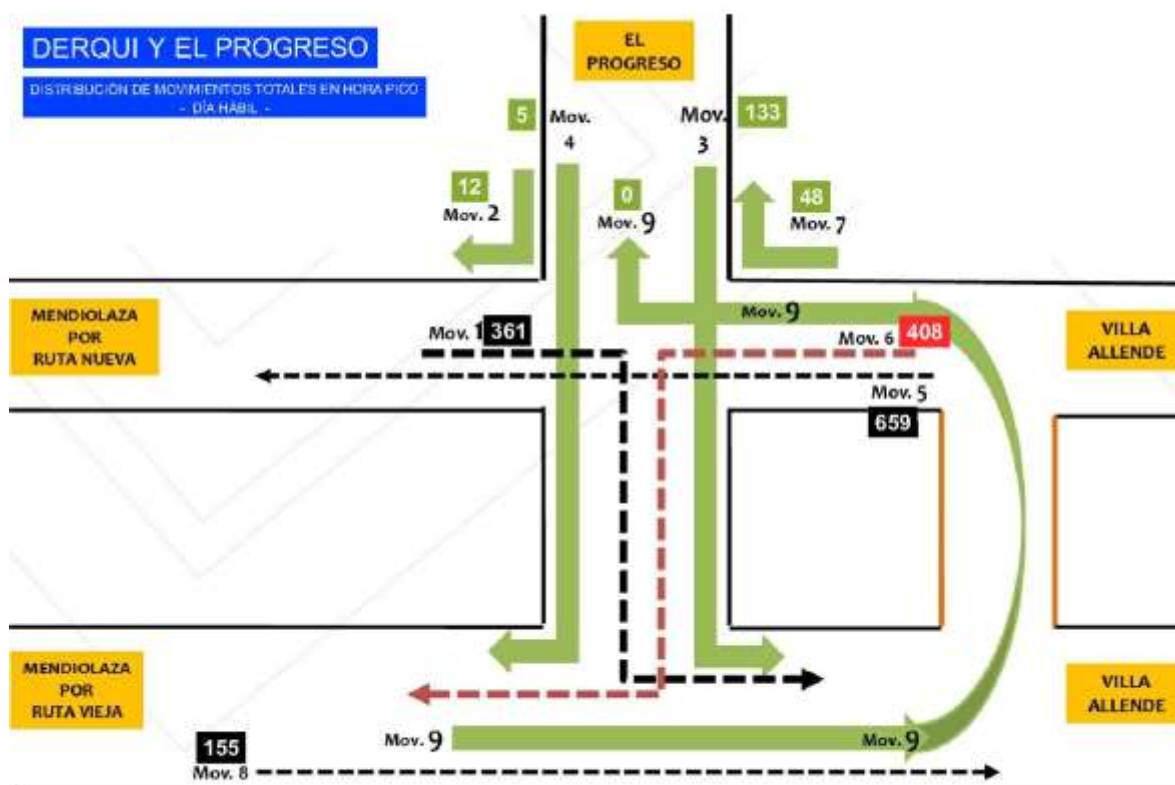 DERQUI Y EL PROGRESO
DISTRIBUCIÓN DE MOVIMIENTOS TOTALES EN HORA PICO
- DÍA HÁBIL -
EL
PROGRESO
5
Mov.
4
Mov.
3
133
12
Mov. 2
0
Mov. 9
48
Mov. 7
MENDIOLAZA
POR
RUTA NUEVA
Mov. 1
361
Mov. 9
Mov. 6
408
VILLA
ALLENDE
Mov. 5
659
MENDIOLAZA
POR
RUTA VIEJA
VILLA
ALLENDE
155
Mov. 8
Mov. 9
Mov. 9